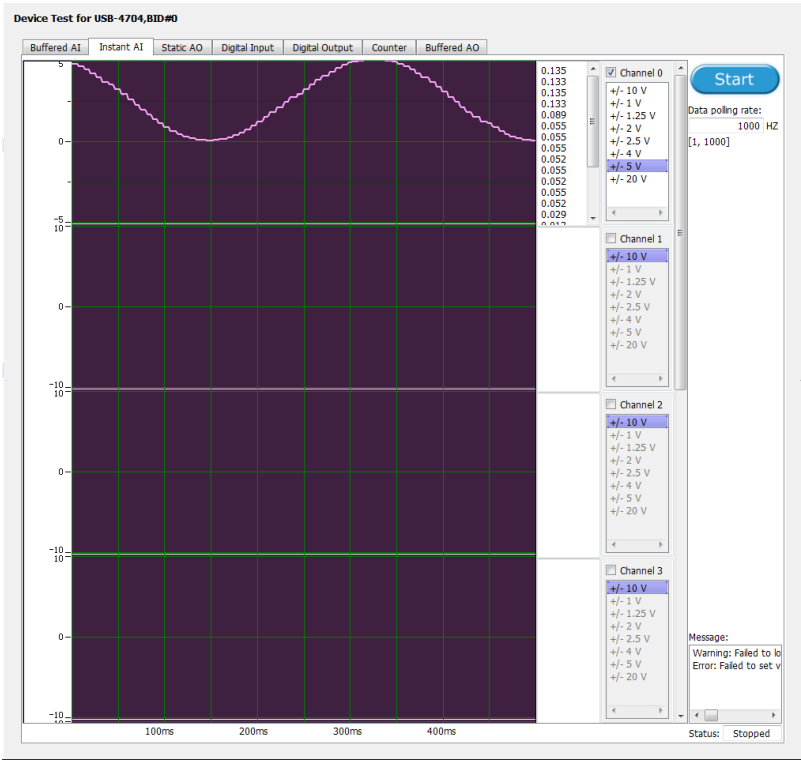 Device Test for USB-4704,BID#0
Buffered AI Instant AI Static AO Digital Input Digital Output Counter Buffered AO
5
0
-5
0.135
0.133
0.135
0.133
0.089
0.055
0.055
0.055
0.052
0.055
0.052
0.055
0.052
0.029
Channel 0
+/- 10 V
+/- 1 V
+/- 1.25 V
+/- 2 V
+/- 2.5 V
+/- 4 V
+/- 5 V
+/- 20 V
Start
Data polling rate:
1000 HZ
[1, 1000]
10
0
-10
Channel 1
+/- 10 V
+/- 1 V
+/- 1.25 V
+/- 2 V
+/- 2.5 V
+/- 4 V
+/- 5 V
+/- 20 V
10
0
-10
Channel 2
+/- 10 V
+/- 1 V
+/- 1.25 V
+/- 2 V
+/- 2.5 V
+/- 4 V
+/- 5 V
+/- 20 V
10
0
-10
Channel 3
+/- 10 V
+/- 1 V
+/- 1.25 V
+/- 2 V
+/- 2.5 V
+/- 4 V
+/- 5 V
+/- 20 V
100ms 200ms 300ms 400ms
Message:
Warning: Failed to lo
Error: Failed to set v
Status: Stopped